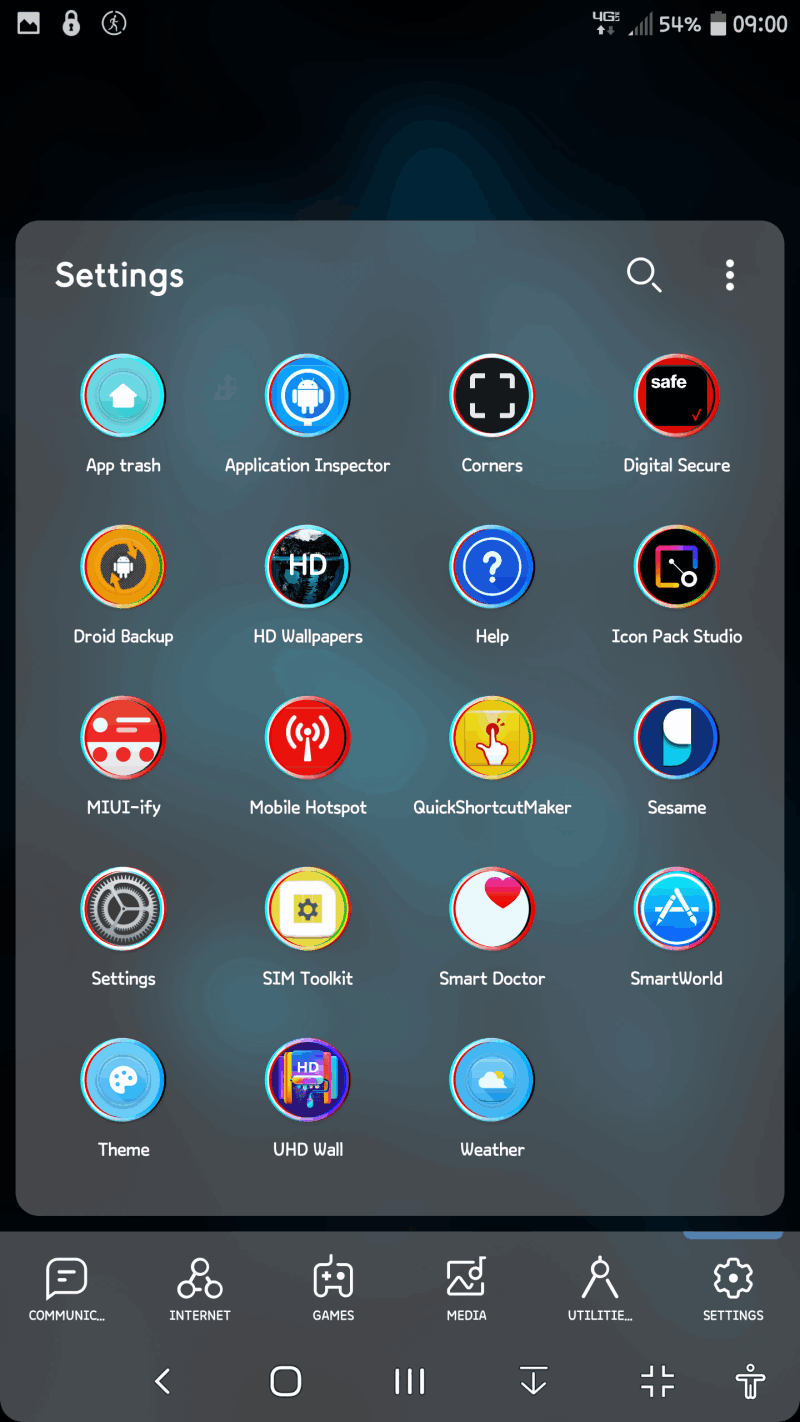 4G 54% 09:00
Settings
safe
App trash Application Inspector Corners Digital Secure
HD
Droid Backup HD Wallpapers Help Icon Pack Studio
MIUI-ify Mobile Hotspot QuickShortcutMaker Sesame
Settings SIM Toolkit Smart Doctor SmartWorld
HD
Theme UHD Wall Weather
COMMUNIC... INTERNET GAMES MEDIA UTILITIE... SETTINGS